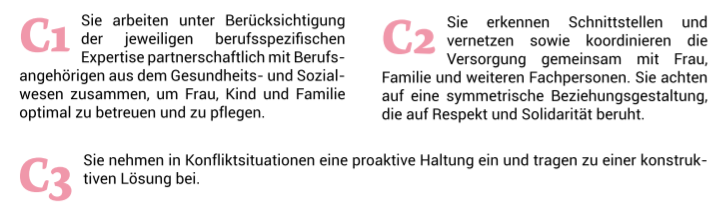 C1 Sie arbeiten unter Berücksichtigung
der jeweiligen berufsspezifischen
Expertise partnerschaftlich mit Berufs-
angehörigen aus dem Gesundheits- und Sozial-
wesen zusammen, um Frau, Kind und Familie
optimal zu betreuen und zu pflegen.
C2 Sie erkennen Schnittstellen und
vernetzen sowie koordinieren die
Versorgung gemeinsam mit Frau,
Familie und weiteren Fachpersonen. Sie achten
auf eine symmetrische Beziehungsgestaltung,
die auf Respekt und Solidarität beruht.
C3 Sie nehmen in Konfliktsituationen eine proaktive Haltung ein und tragen zu einer konstruk-
tiven Lösung bei.